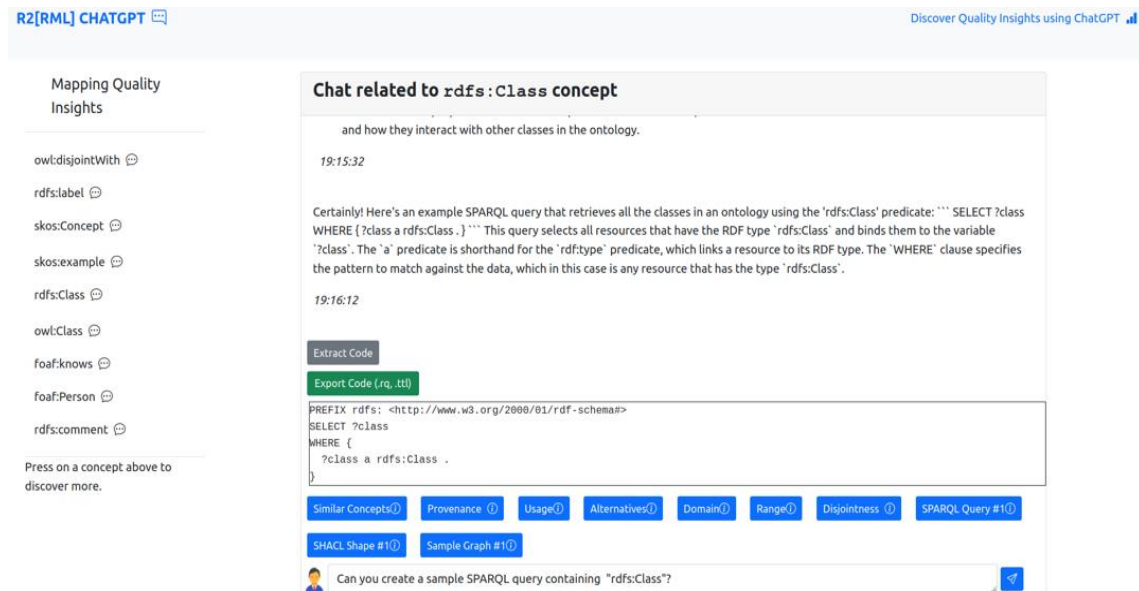 R2[RML] CHATGPT
Discover Quality Insights using ChatGPT
Mapping Quality
Insights
owl:disjointWith
rdfs:label
skos:Concept
skos:example
rdfs:Class
owl:Class
foaf:knows
foaf:Person
rdfs:comment
Press on a concept above to
discover more.
Chat related to rdfs:Class concept
and how they interact with other classes in the ontology.
19:15:32
Certainly! Here's an example SPARQL query that retrieves all the classes in an ontology using the 'rdfs:Class' predicate: ``` SELECT ?class
WHERE { ?class a rdfs:Class . } ``` This query selects all resources that have the RDF type `rdfs:Class` and binds them to the variable
`?class`. The `a` predicate is shorthand for the `rdf:type` predicate, which links a resource to its RDF type. The `WHERE` clause specifies
the pattern to match against the data, which in this case is any resource that has the type `rdfs:Class`.
19:16:12
Extract Code
Export Code (.rq, .ttl)
PREFIX rdfs: <http://www.w3.org/2000/01/rdf-schema#>
SELECT ?class
WHERE {
?class a rdfs:Class .
}
Similar Concepts Provenance Usage Alternatives Domain Range Disjointness SPARQL Query #1
SHACL Shape #1 Sample Graph #1
Can you create a sample SPARQL query containing "rdfs:Class"?